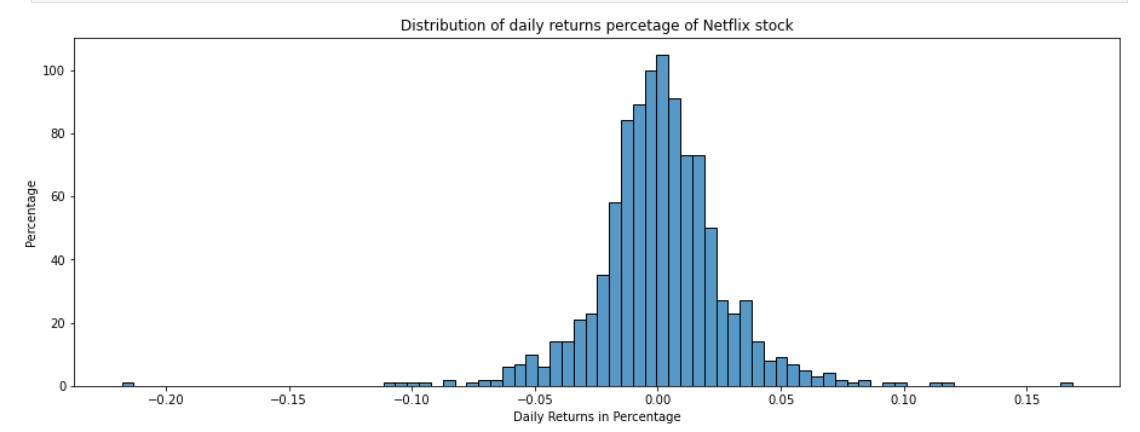 Distribution of daily returns percetage of Netflix stock
100
80
60
40
20
0
Percentage
−0.20 −0.15 −0.10 −0.05 0.00 0.05 0.10 0.15
Daily Returns in Percentage